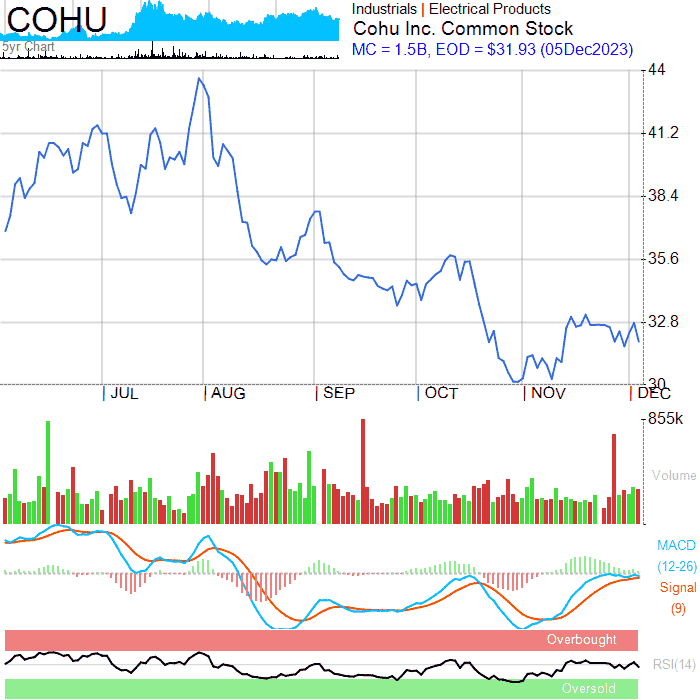 COHU
5yr Chart
Industrials | Electrical Products
Cohu Inc. Common Stock
MC = 1.5B, EOD = $31.93 (05Dec2023)
44
41.2
38.4
35.6
32.8
30
JUL AUG SEP OCT NOV DEC
855k
Volume
MACD
(12-26)
Signal
(9)
Overbought
RSI(14)
Oversold